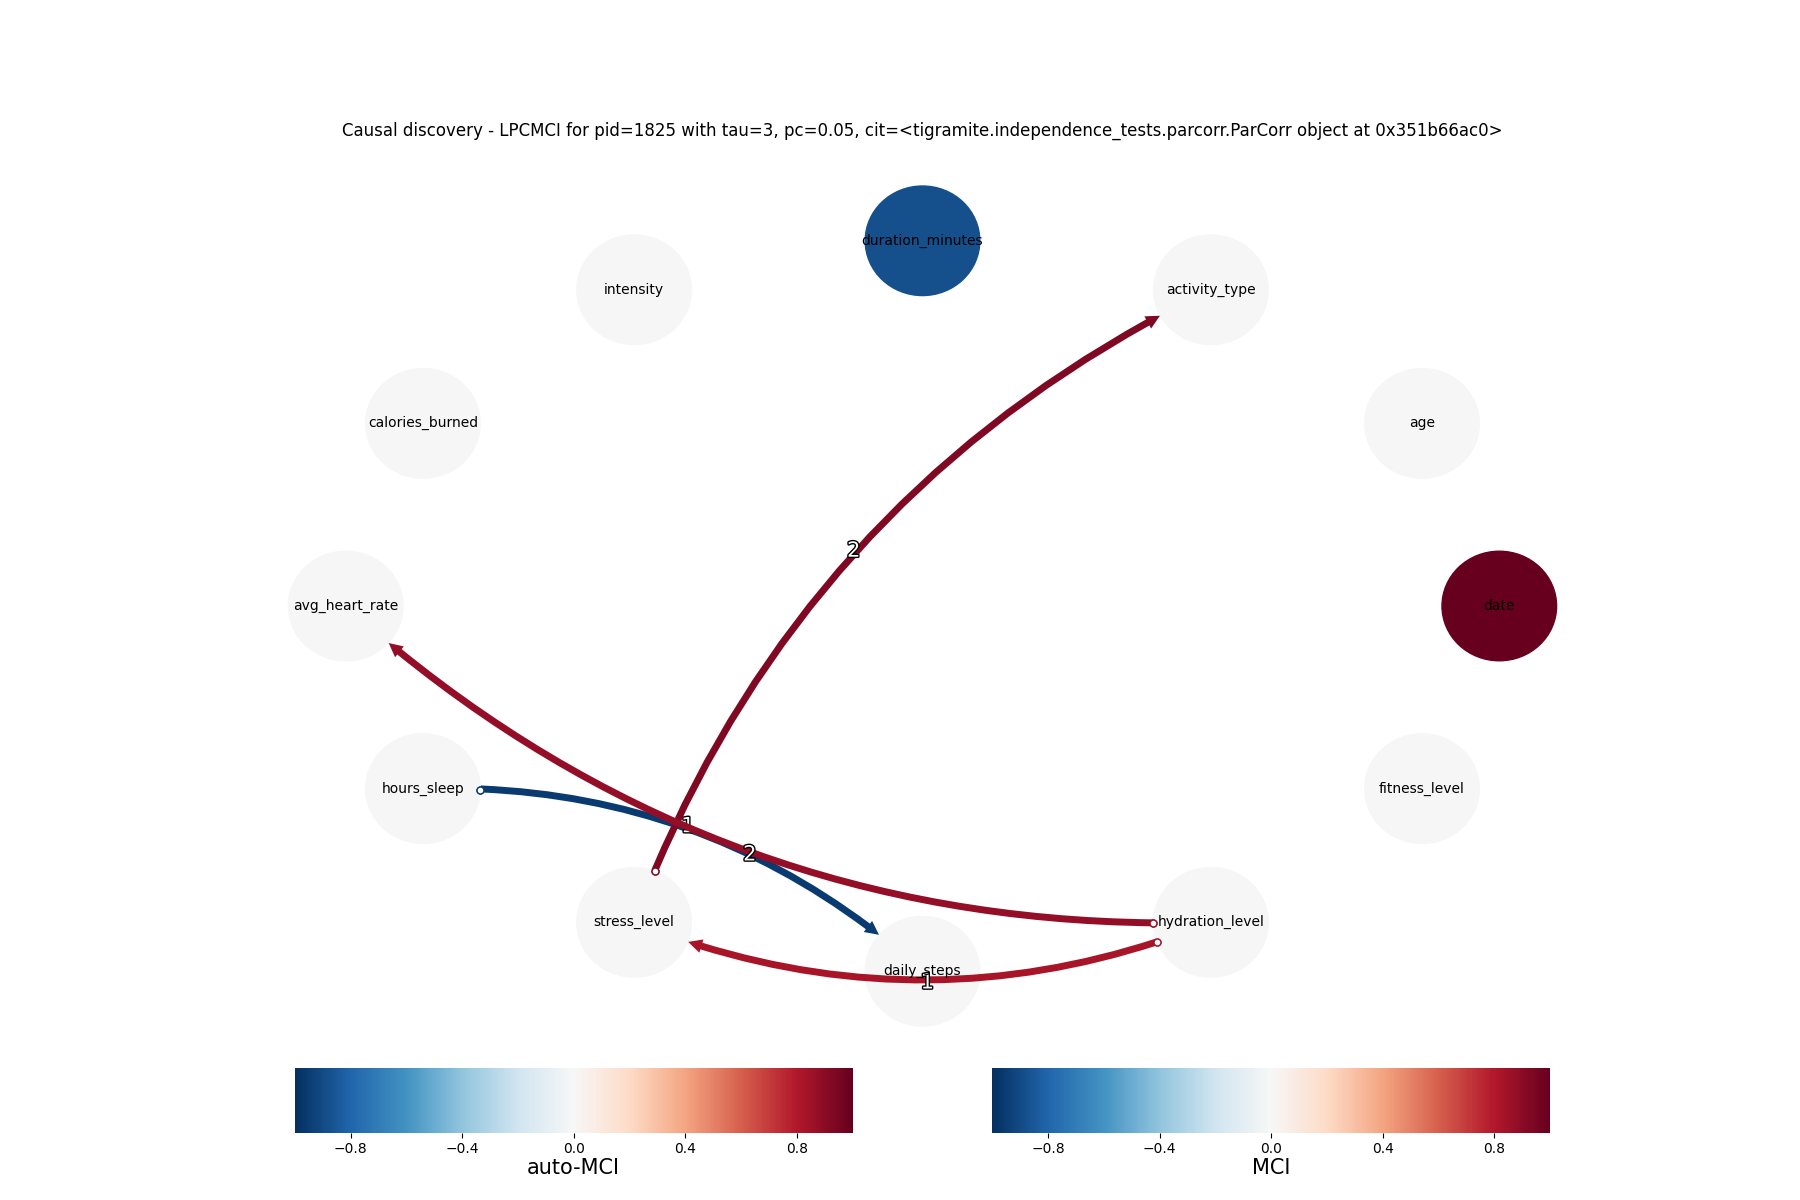 Causal discovery - LPCMCI for pid=1825 with tau=3, pc=0.05, cit=<tigramite.independence_tests.parcorr.ParCorr object at 0x351b66ac0>
duration_minutes
intensity
activity_type
calories_burned
age
2
avg_heart_rate
date
hours_sleep
fitness_level
1
2
stress_level
hydration_level
daily_steps
1
−0.8 −0.4 0.0 0.4 0.8
auto-MCI
−0.8 −0.4 0.0 0.4 0.8
MCI